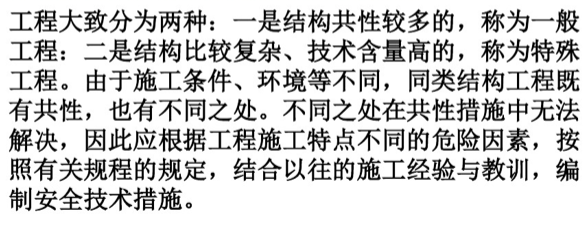 工程大致分为两种：一是结构共性较多的，称为一般
工程：二是结构比较复杂、技术含量高的，称为特殊
工程。由于施工条件、环境等不同，同类结构工程既
有共性，也有不同之处。不同之处在共性措施中无法
解决，因此应根据工程施工特点不同的危险因素，按
照有关规程的规定，结合以往的施工经验与教训，编
制安全技术措施。